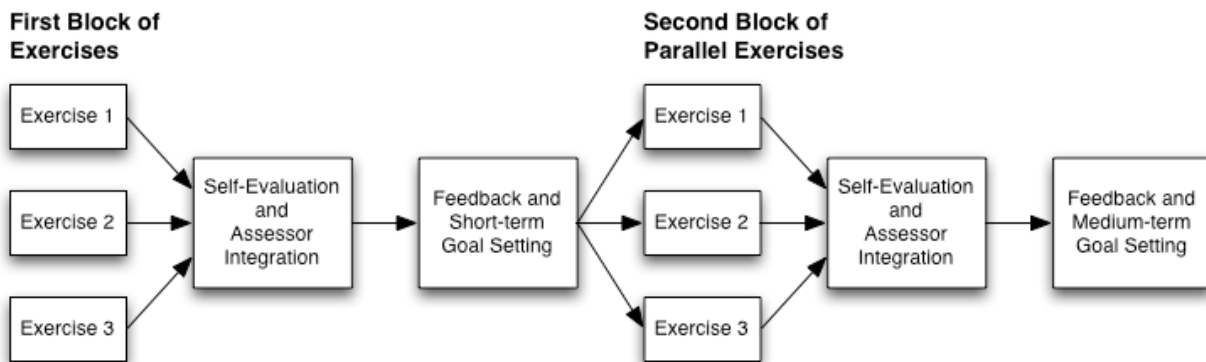 First Block of
Exercises
Exercise 1
Exercise 2
Exercise 3
Self-Evaluation
and
Assessor
Integration
Feedback and
Short-term
Goal Setting
Second Block of
Parallel Exercises
Exercise 1
Exercise 2
Exercise 3
Self-Evaluation
and
Assessor
Integration
Feedback and
Medium-term
Goal Setting